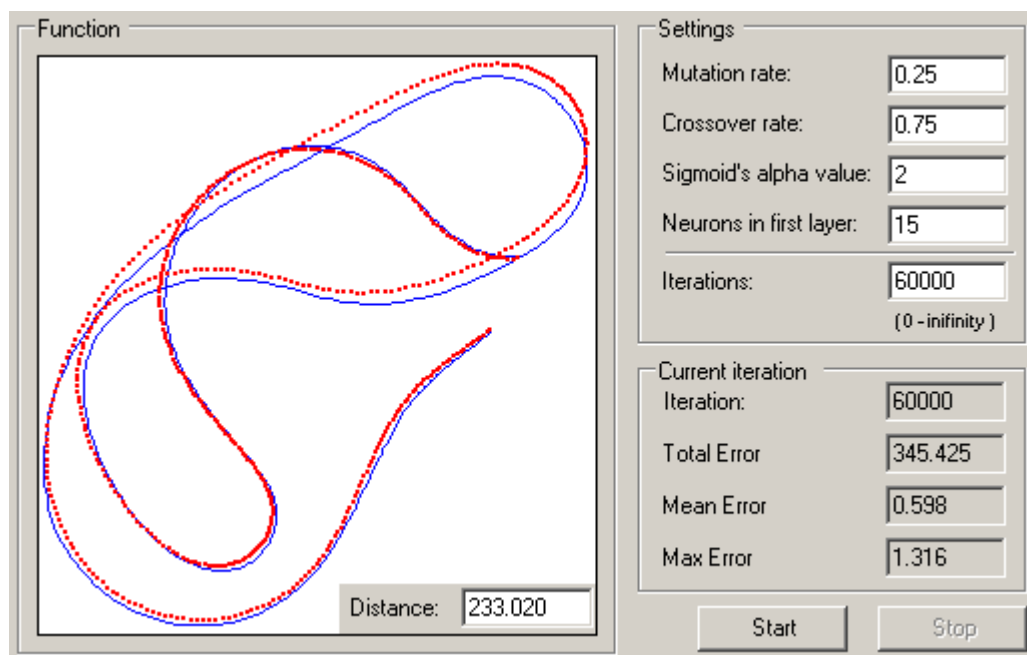 Function
Distance: 233.020
Settings
Mutation rate: 0.25
Crossover rate: 0.75
Sigmoid's alpha value: 2
Neurons in first layer: 15
Iterations: 60000
( 0 - inifinity )
Current iteration
Iteration: 60000
Total Error 345.425
Mean Error 0.598
Max Error 1.316
Start Stop